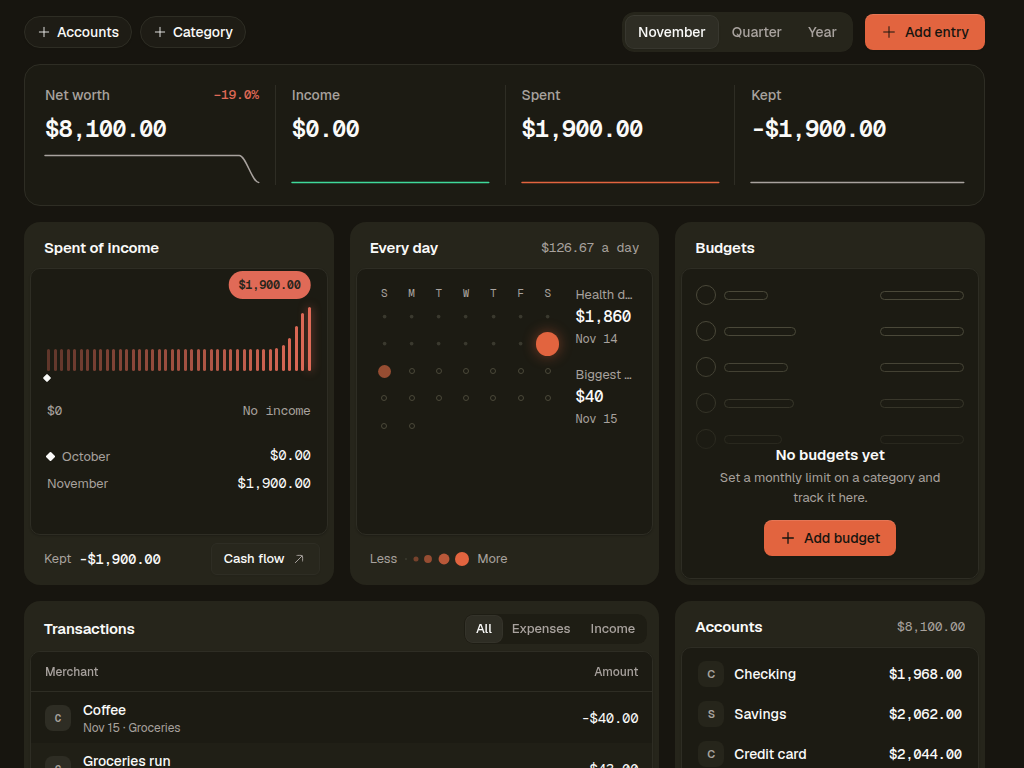 Accounts
Category
November
Quarter
Year
Add entry
Net worth
-19.0%
$8,100.00
Income
$0.00
Spent
$1,900.00
Kept
-$1,900.00
Spent of Income
$1,900.00
$0
No income
October
$0.00
November
$1,900.00
Kept -$1,900.00
Cash flow
Every day
$126.67 a day
S M T W T F S
Health d…
$1,860
Nov 14
Biggest …
$40
Nov 15
Less
More
Budgets
No budgets yet
Set a monthly limit on a category and
track it here.
Add budget
Transactions
All
Expenses
Income
Merchant
Amount
C
Coffee
Nov 15 · Groceries
-$40.00
Groceries run
Accounts
$8,100.00
C Checking $1,968.00
S Savings $2,062.00
C Credit card $2,044.00